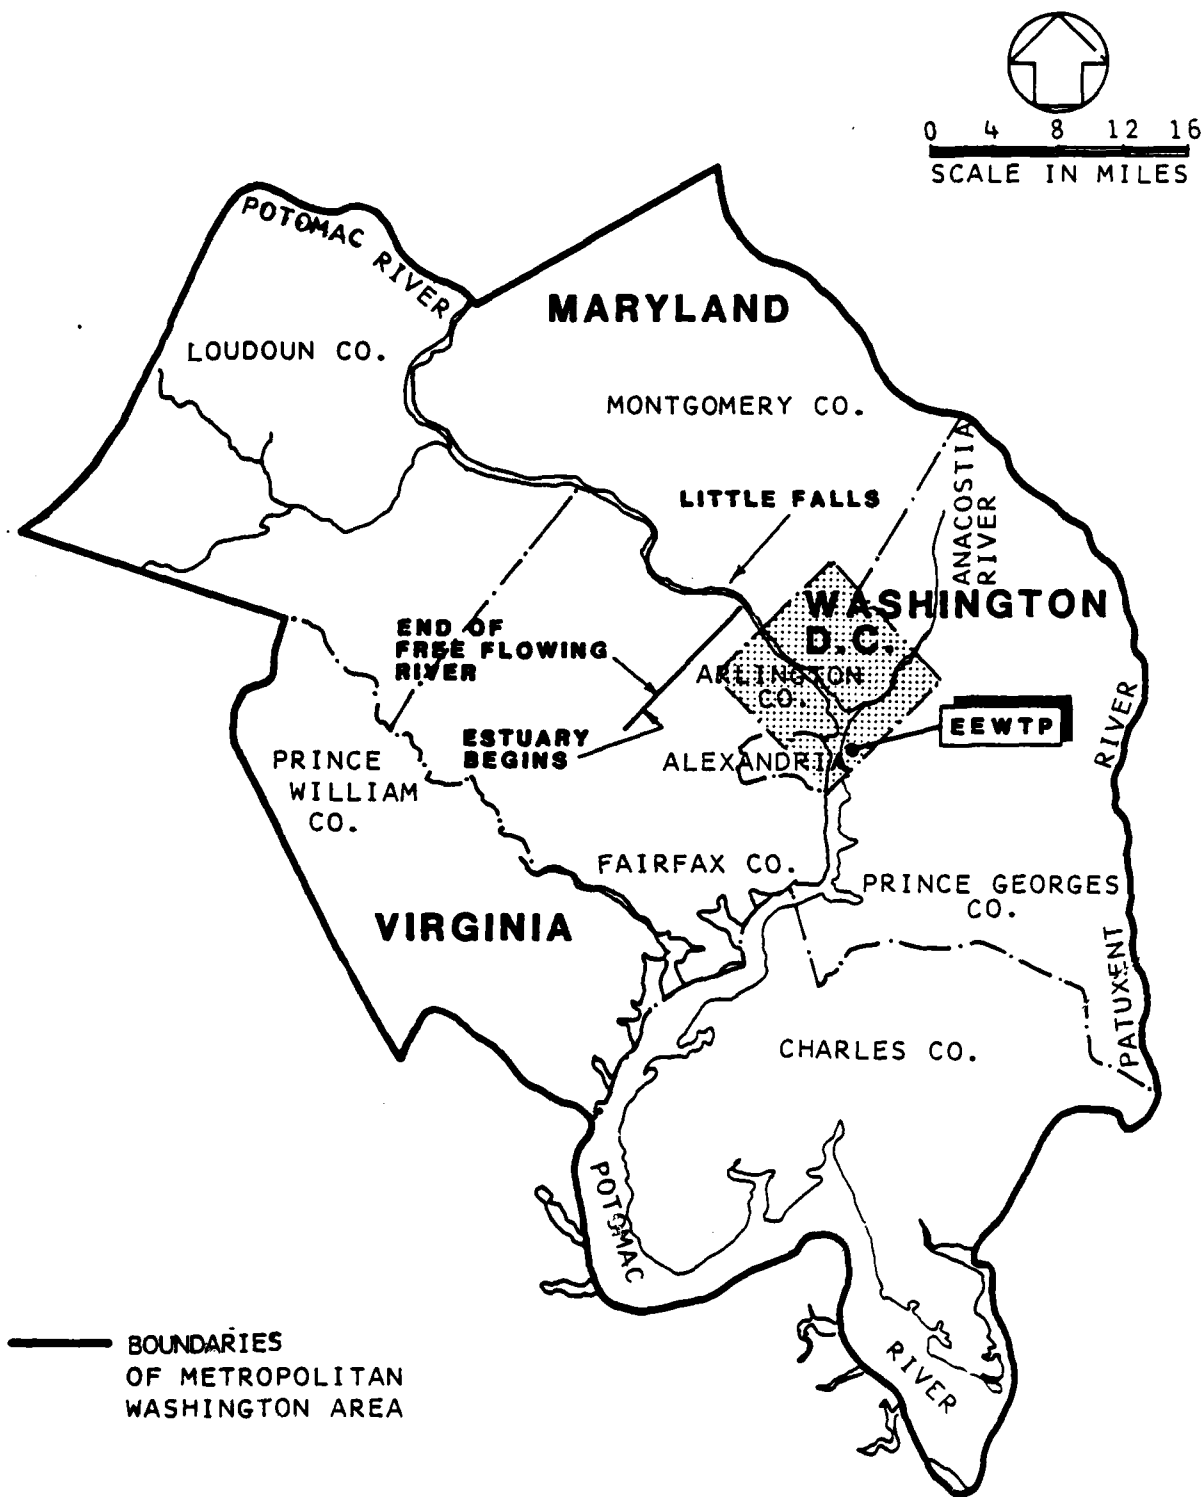 0 4 8 12 16
SCALE IN MILES
POTOMAC RIVER
MARYLAND
LOUDOUN CO.
MONTGOMERY CO.
ANACOSTIA
RIVER
LITTLE FALLS
WASHINGTON
D.C.
END OF
FREE FLOWING
RIVER
ARLINGTON
CO.
ESTUARY
BEGINS
EEWTP
ALEXANDRIA
PRINCE
WILLIAM
CO.
FAIRFAX CO.
PRINCE GEORGES
CO.
VIRGINIA
PATUXENT RIVER
CHARLES CO.
POTOMAC RIVER
BOUNDARIES
OF METROPOLITAN
WASHINGTON AREA